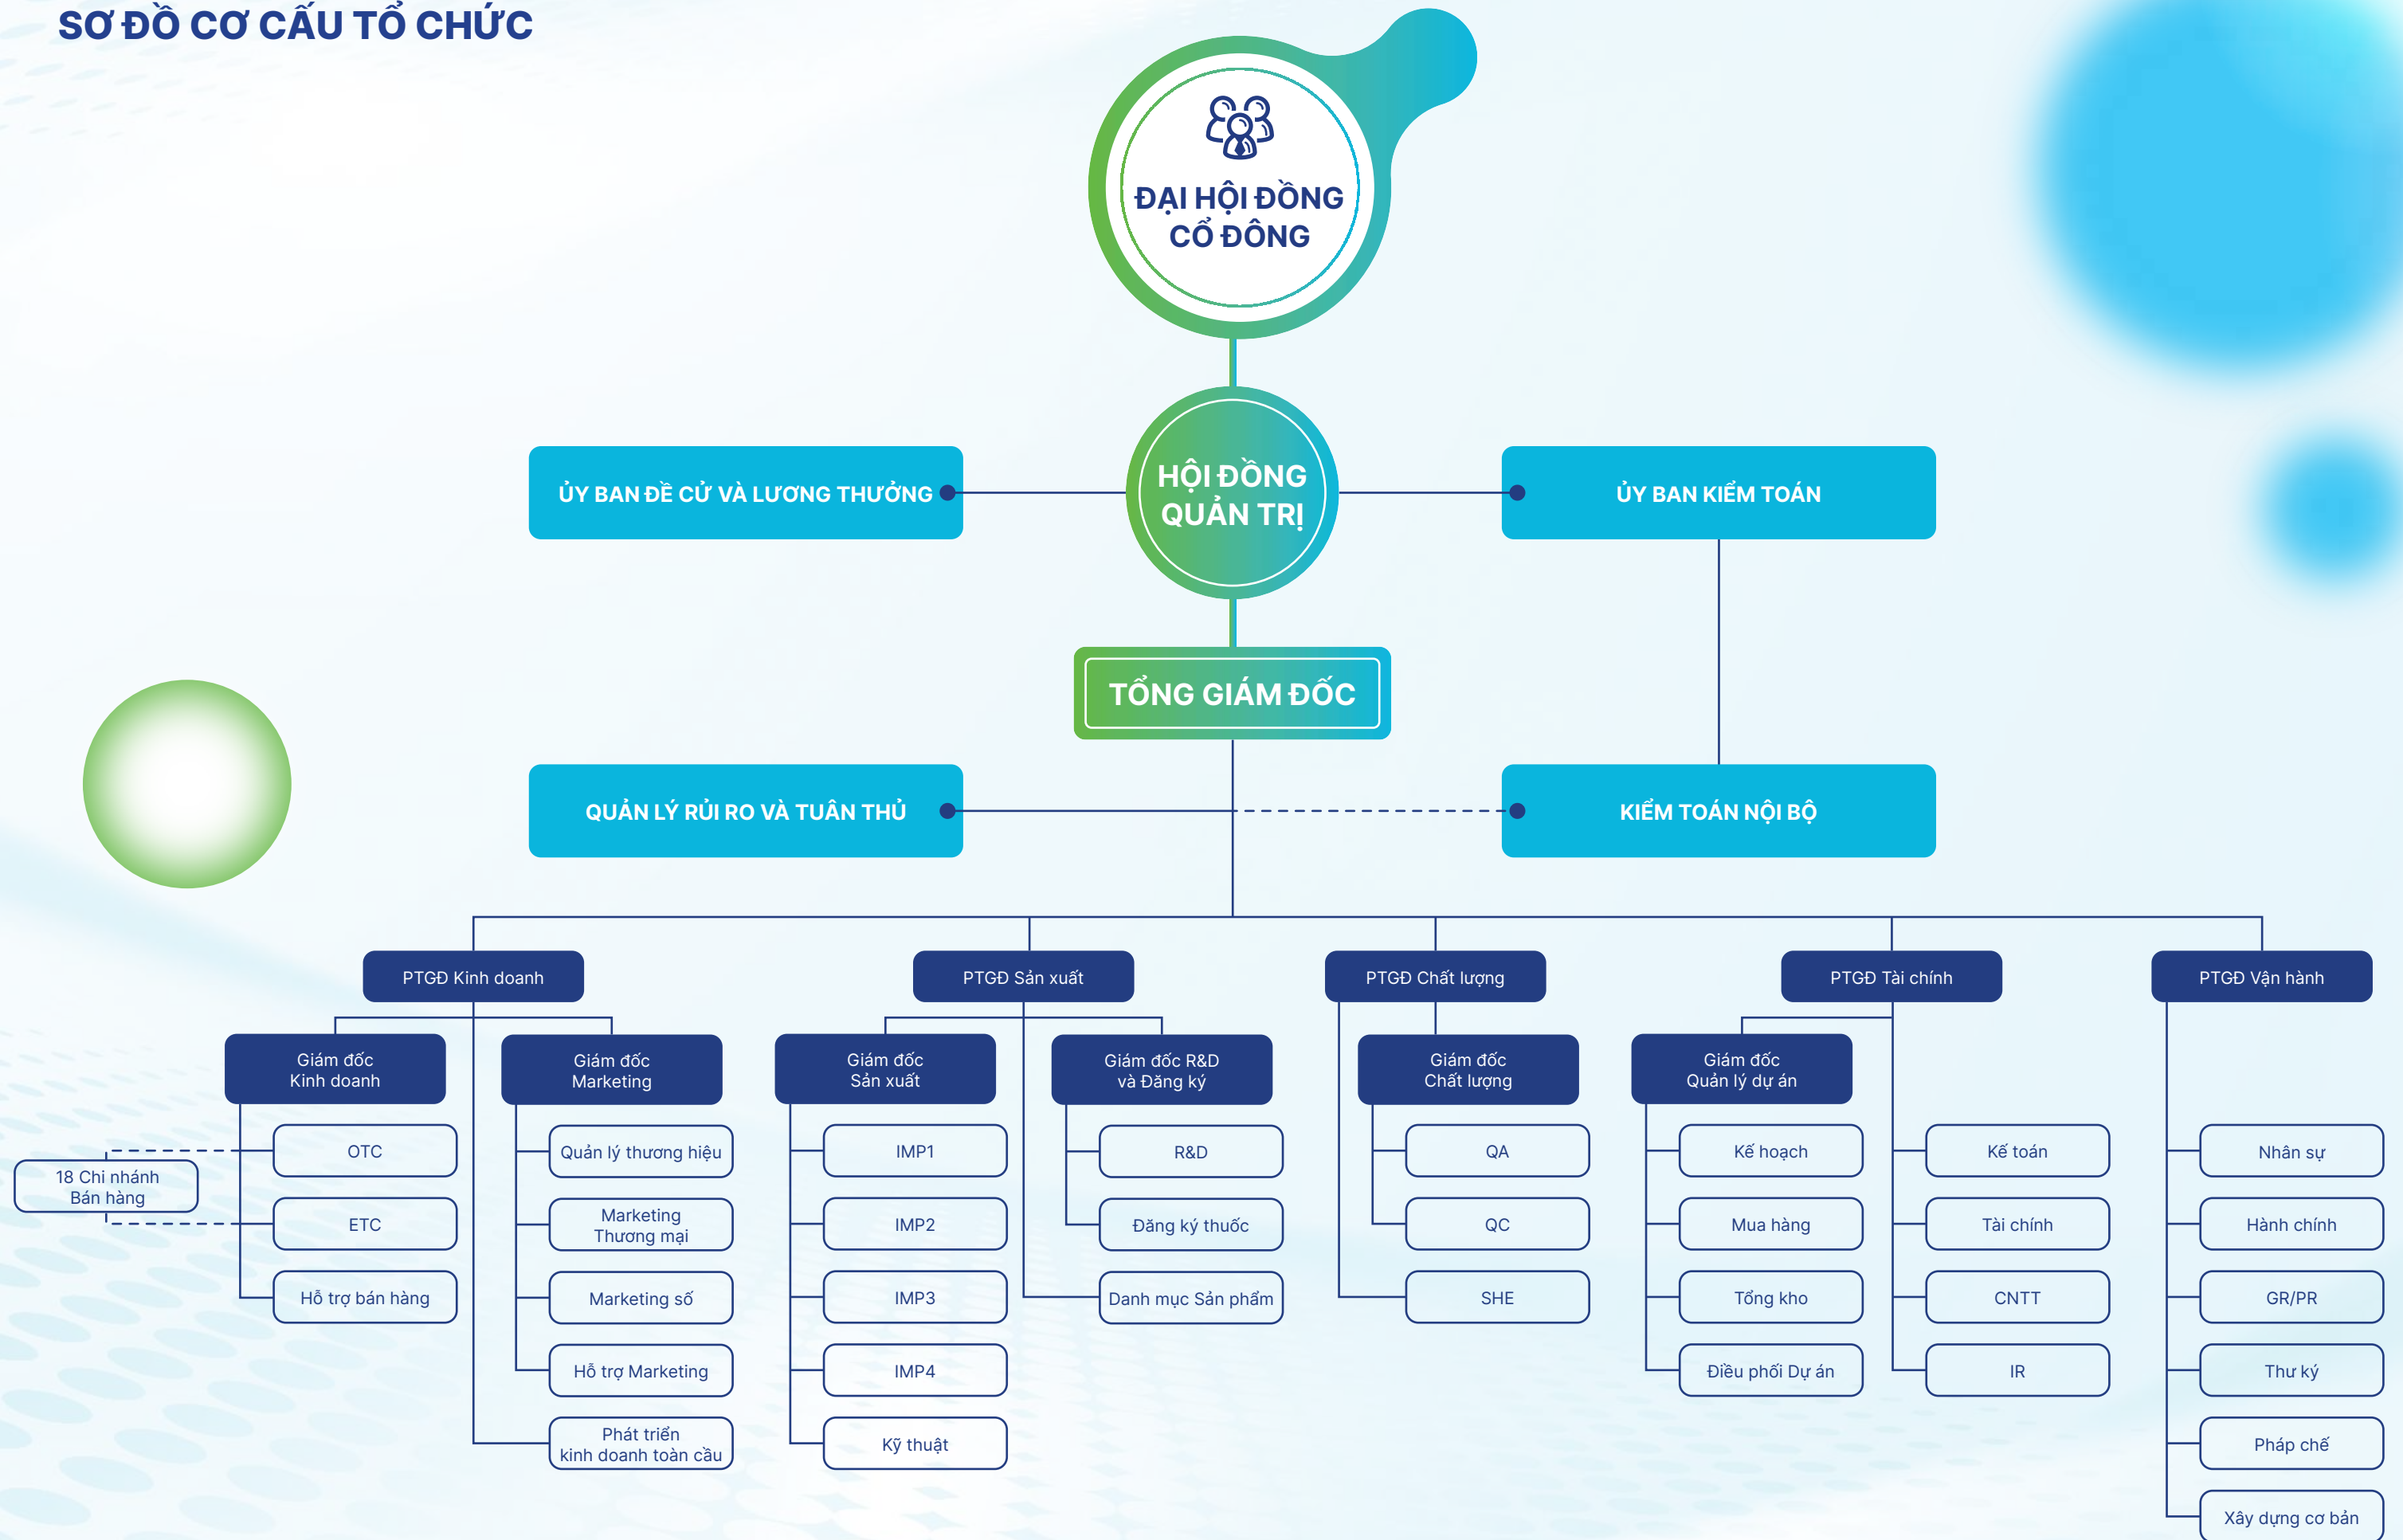 SƠ ĐỒ CƠ CẤU TỔ CHỨC
ĐẠI HỘI ĐỒNG
CỔ ĐÔNG
HỘI ĐỒNG
QUẢN TRỊ
ỦY BAN ĐỀ CỬ VÀ LƯƠNG THƯỞNG
ỦY BAN KIỂM TOÁN
TỔNG GIÁM ĐỐC
QUẢN LÝ RỦI RO VÀ TUÂN THỦ
KIỂM TOÁN NỘI BỘ
PTGĐ Kinh doanh
PTGĐ Sản xuất
PTGĐ Chất lượng
PTGĐ Tài chính
PTGĐ Vận hành
Giám đốc
Kinh doanh
Giám đốc
Marketing
Giám đốc
Sản xuất
Giám đốc R&D
và Đăng ký
Giám đốc
Chất lượng
Giám đốc
Quản lý dự án
18 Chi nhánh
Bán hàng
OTC
ETC
Hỗ trợ bán hàng
Quản lý thương hiệu
Marketing
Thương mại
Marketing số
Hỗ trợ Marketing
Phát triển
kinh doanh toàn cầu
IMP1
IMP2
IMP3
IMP4
Kỹ thuật
R&D
Đăng ký thuốc
Danh mục Sản phẩm
QA
QC
SHE
Kế hoạch
Mua hàng
Tổng kho
Điều phối Dự án
Kế toán
Tài chính
CNTT
IR
Nhân sự
Hành chính
GR/PR
Thư ký
Pháp chế
Xây dựng cơ bản